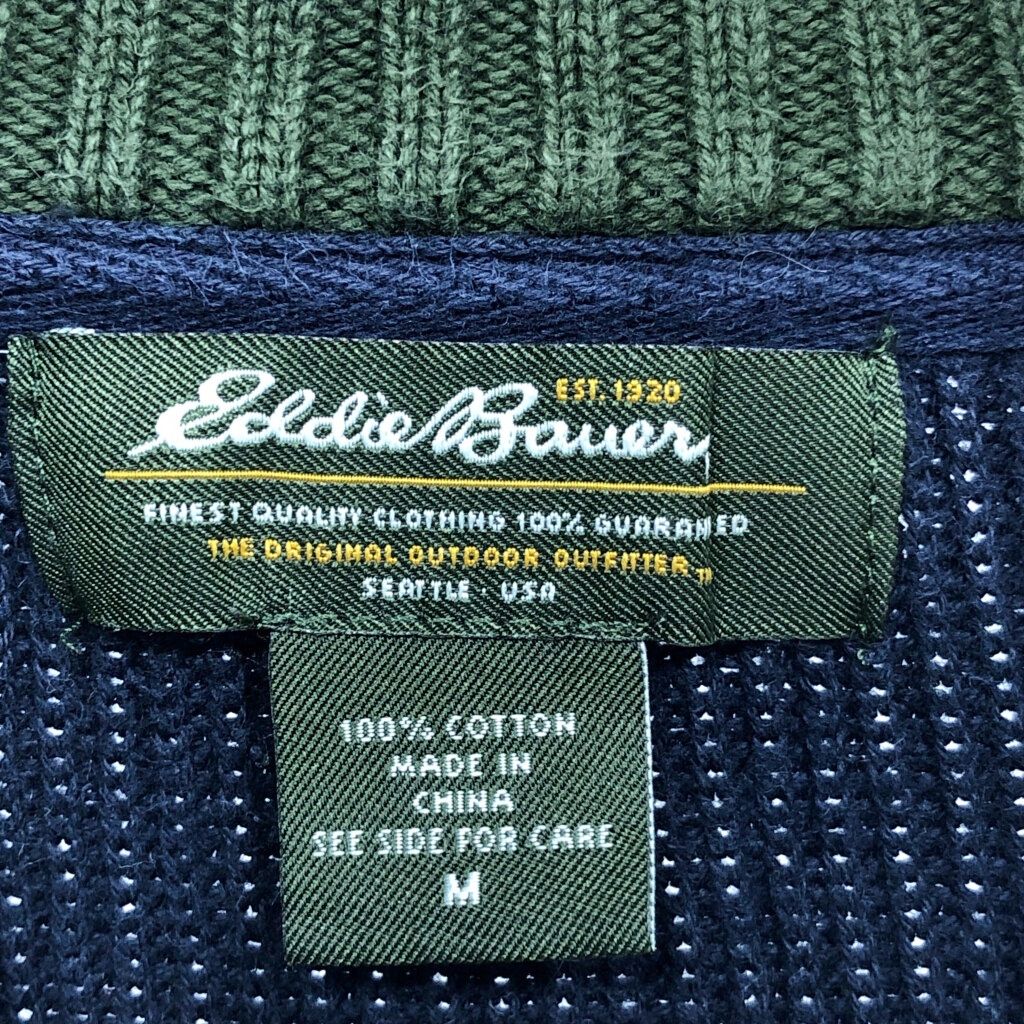 EST. 1920
Eddie Bauer
FINEST QUALITY CLOTHING 100% GUARANED
THE ORIGINAL OUTDOOR OUTFITTER
SEATTLE · USA
100% COTTON
MADE IN
CHINA
SEE SIDE FOR CARE
M